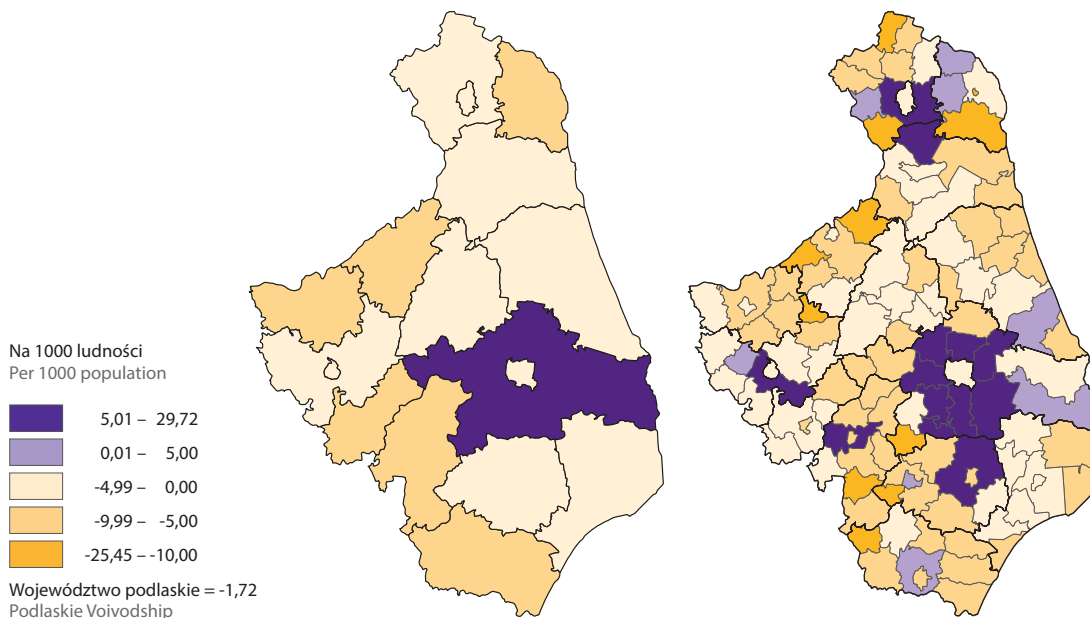 Na 1000 ludności
Per 1000 population
5,01 – 29,72
0,01 – 5,00
-4,99 – 0,00
-9,99 – -5,00
-25,45 – -10,00
Województwo podlaskie = -1,72
Podlaskie Voivodship